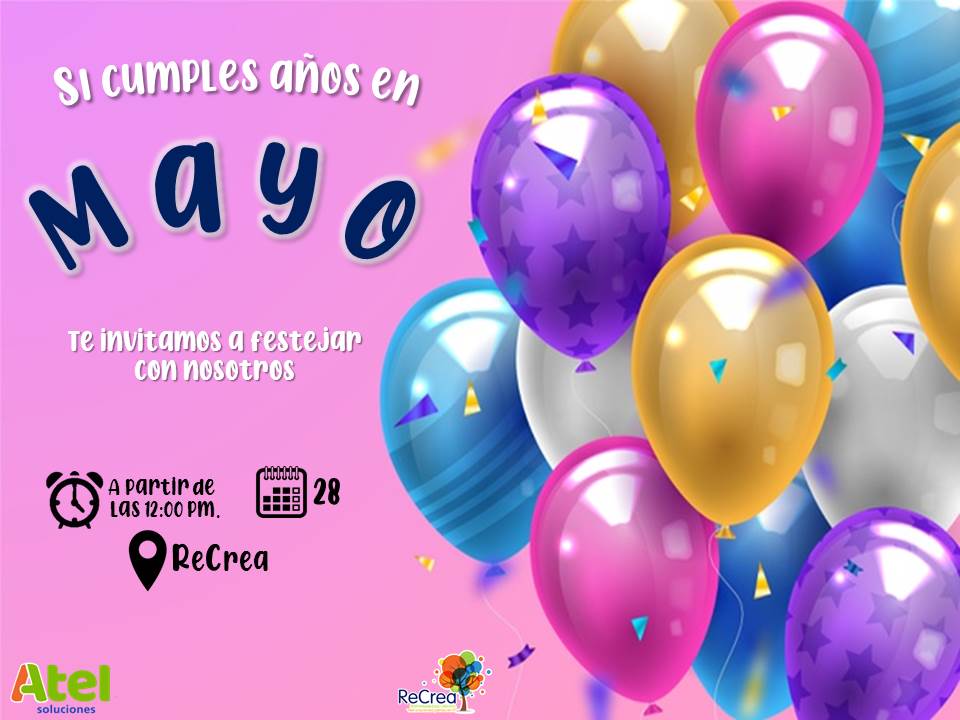 Si cumples años en
Mayo
Te invitamos a festejar
con nosotros
A partir de
las 12:00 pm.
28
ReCrea
Atel
soluciones
ReCrea